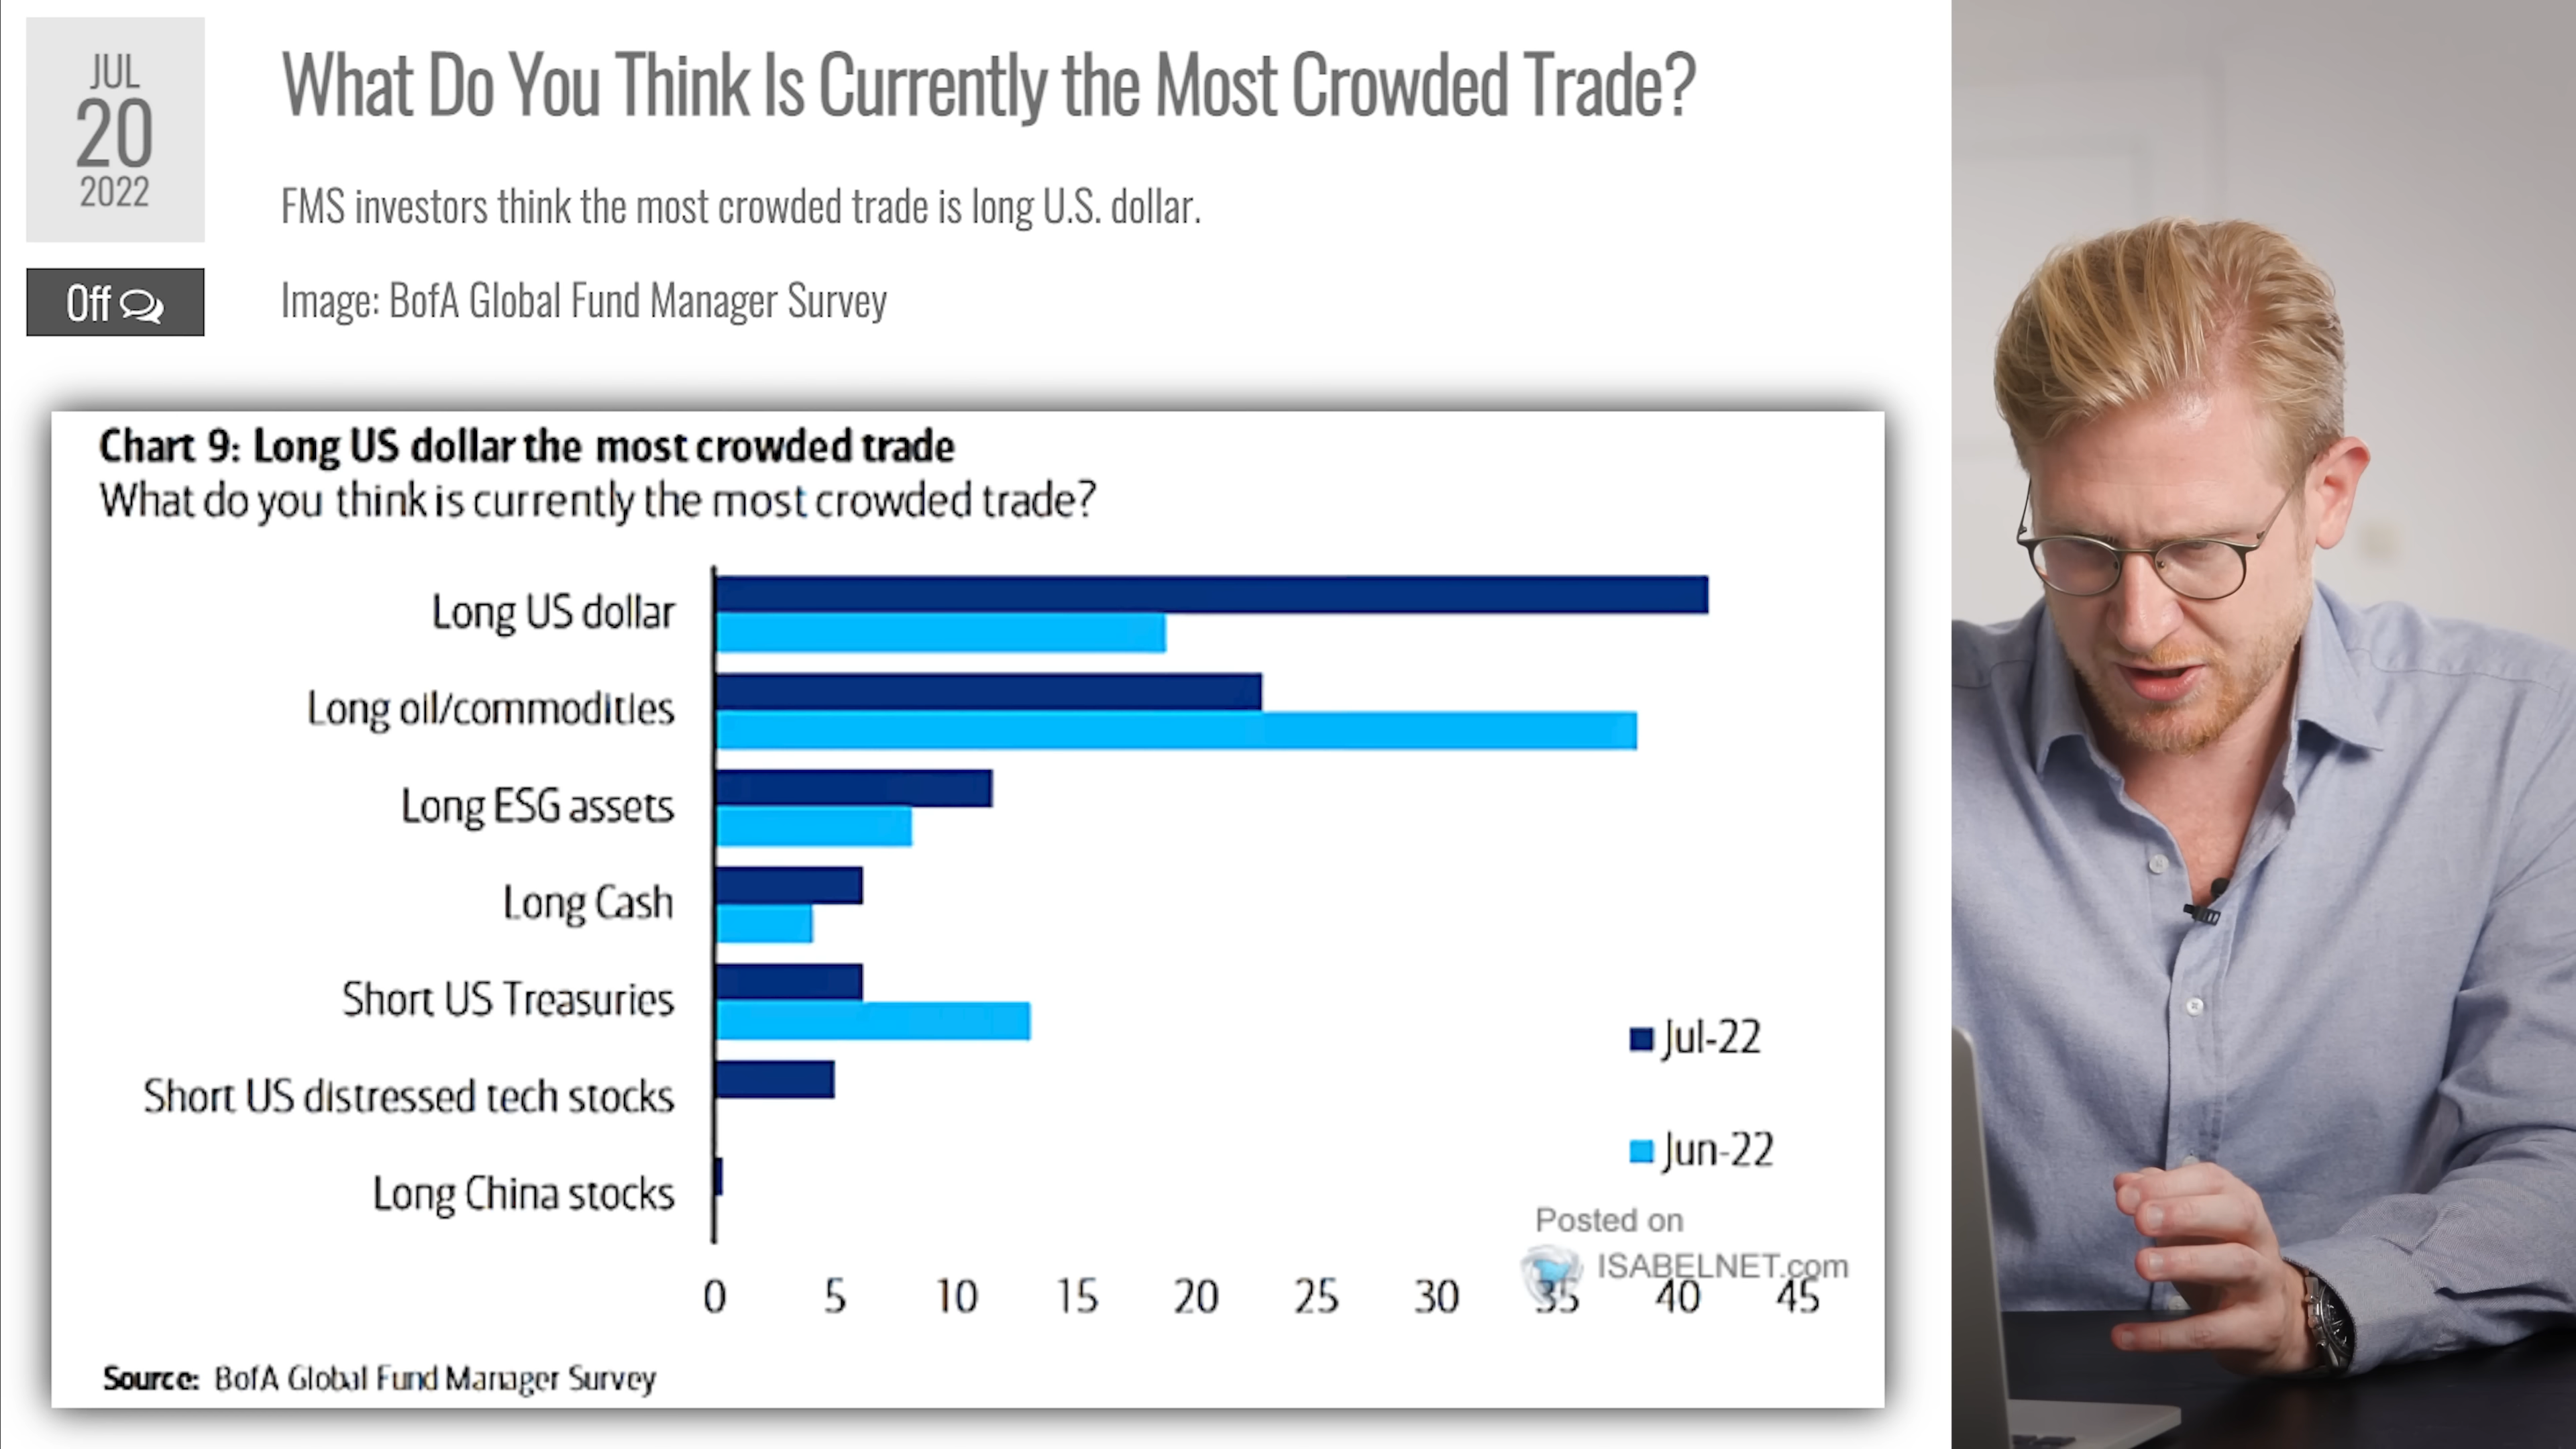 JUL
20
2022
Off
What Do You Think Is Currently the Most Crowded Trade?
FMS investors think the most crowded trade is long U.S. dollar.
Image: BofA Global Fund Manager Survey
Chart 9: Long US dollar the most crowded trade
What do you think is currently the most crowded trade?
Long US dollar
Long oil/commodities
Long ESG assets
Long Cash
Short US Treasuries
Short US distressed tech stocks
Long China stocks
Jul-22
Jun-22
Posted on
ISABELNET.com
0 5 10 15 20 25 30 35 40 45
Source: BofA Global Fund Manager Survey